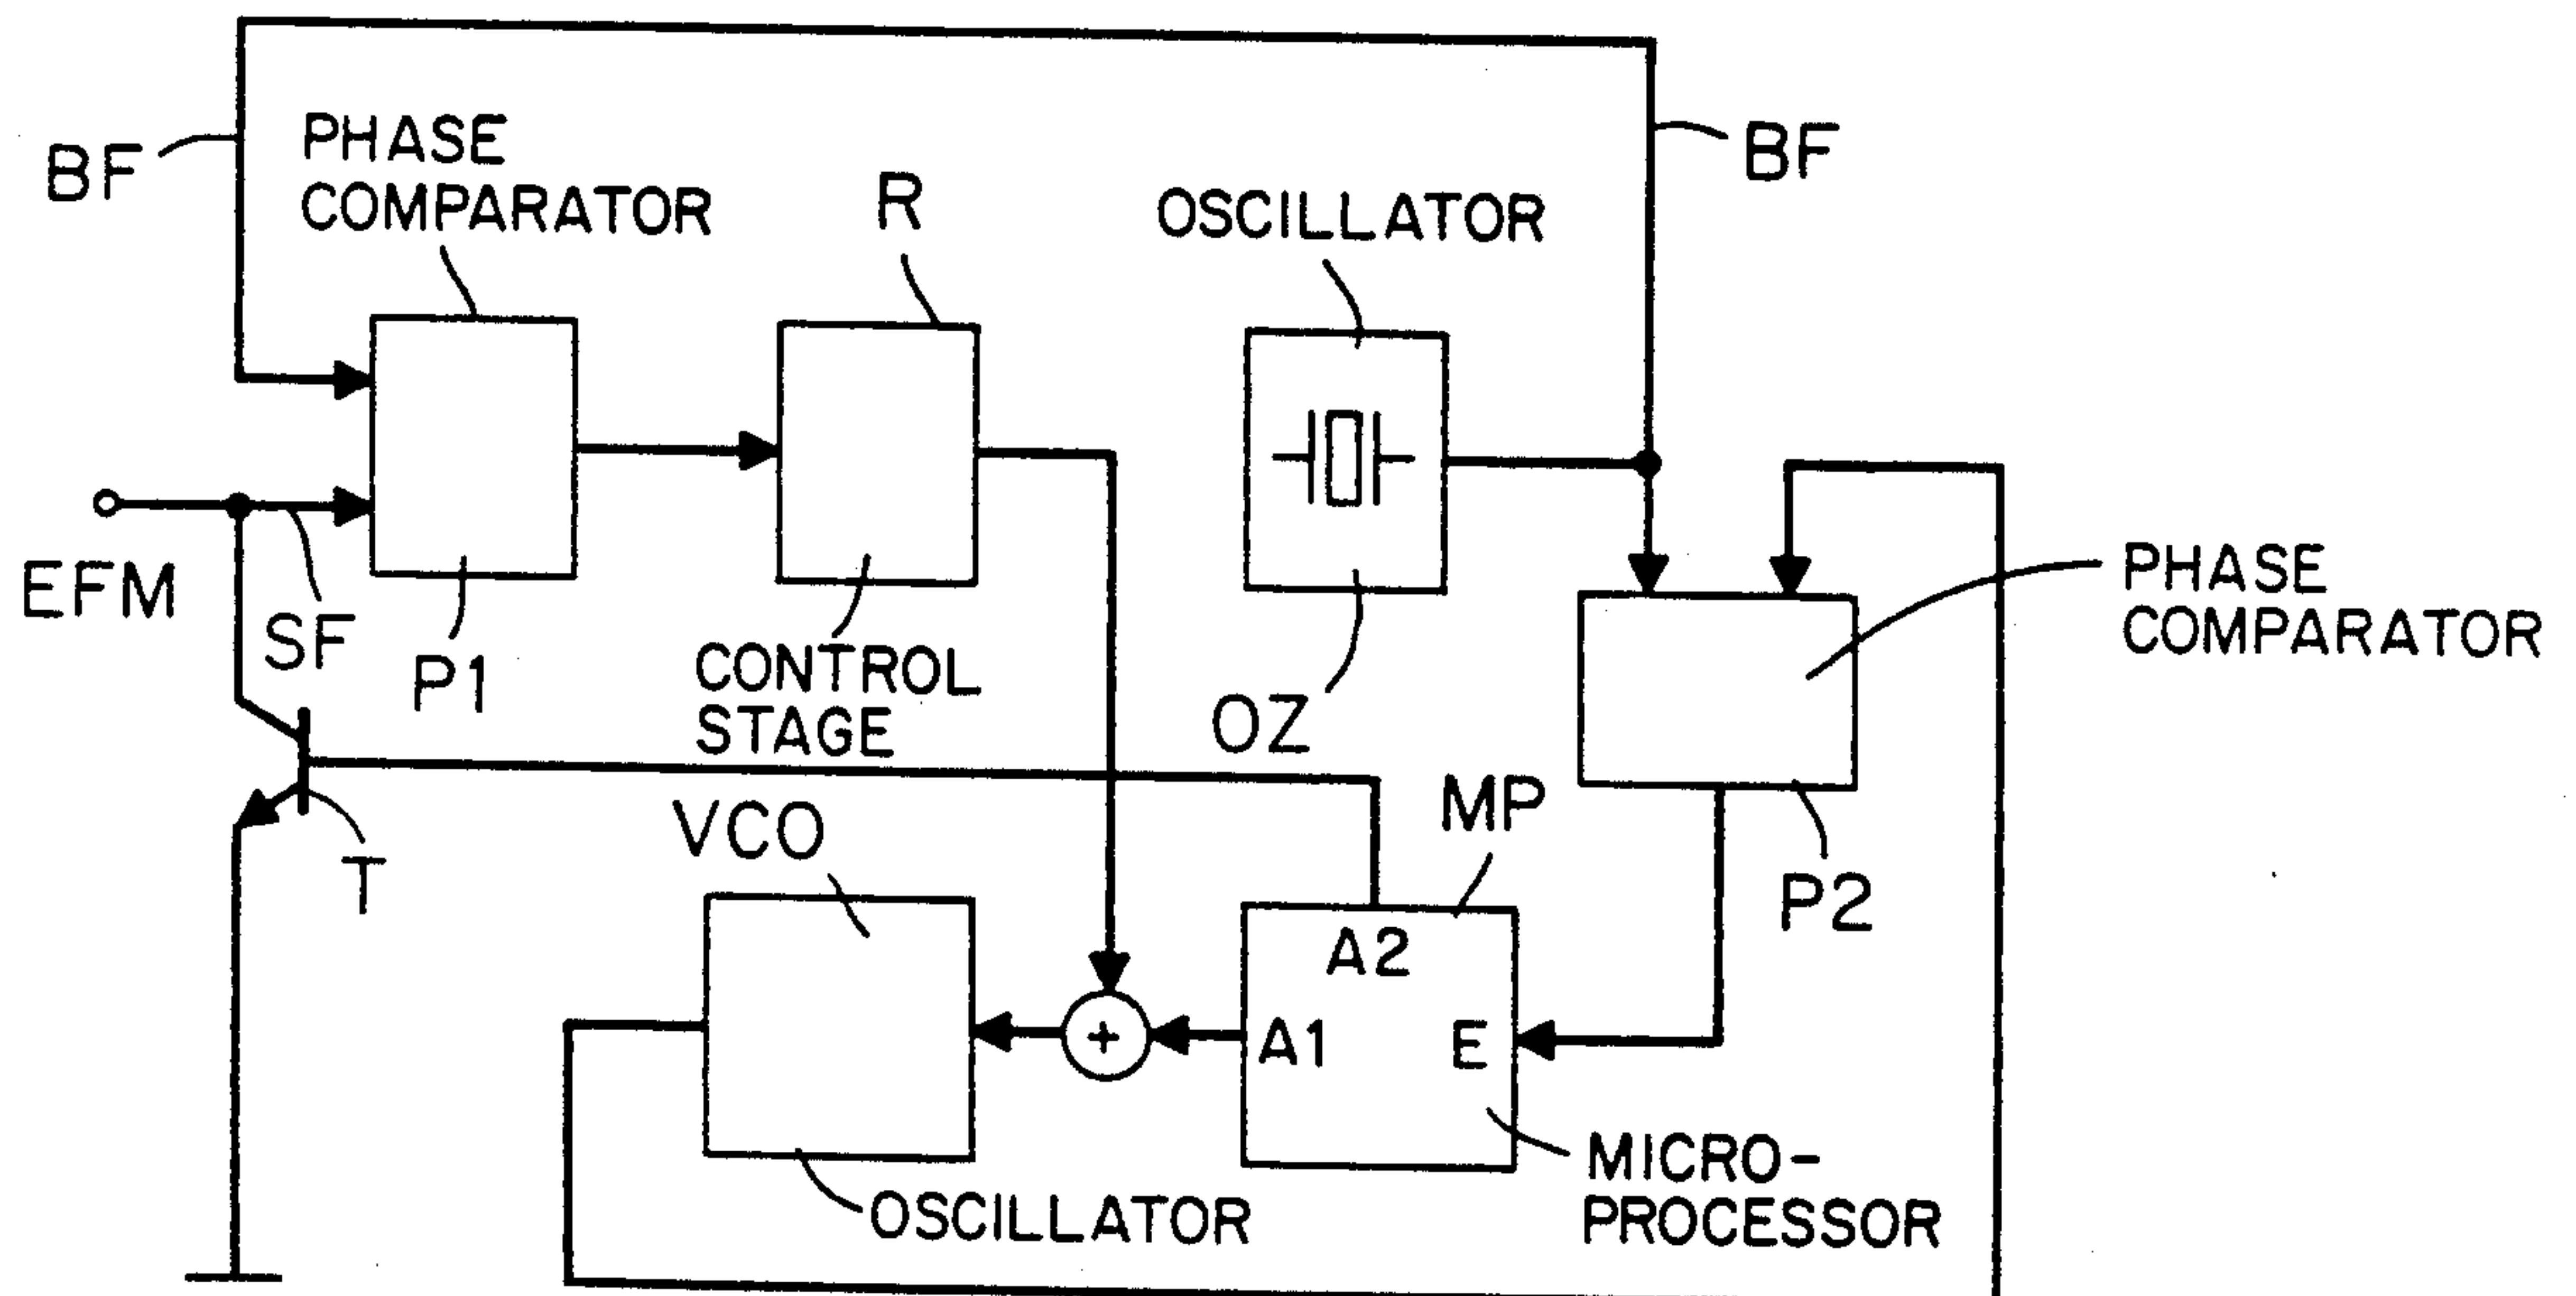 BF
PHASE
COMPARATOR
R
OSCILLATOR
BF
EFM
SF
P1
CONTROL
STAGE
OZ
PHASE
COMPARATOR
VCO
T
MP
P2
A2
+
A1
E
OSCILLATOR
MICRO-
PROCESSOR